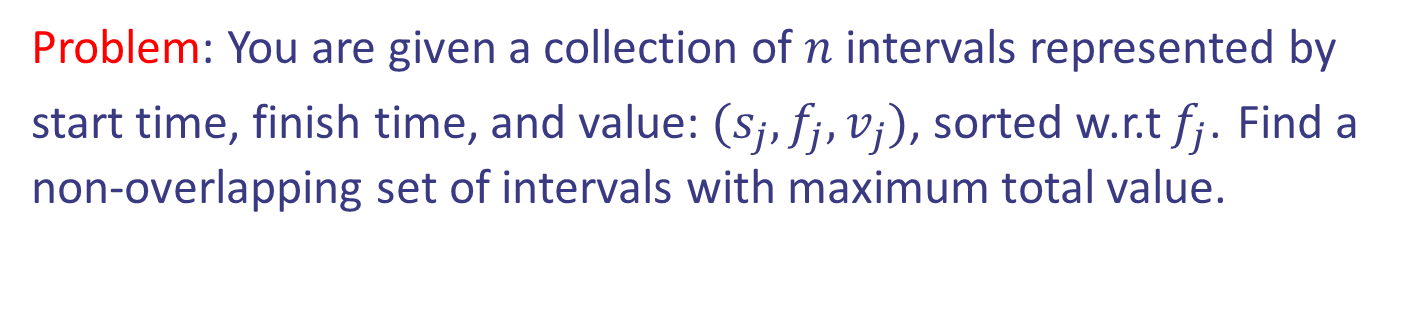 Problem: You are given a collection of n intervals represented by
start time, finish time, and value: (sⱼ, fⱼ, vⱼ), sorted w.r.t fⱼ. Find a
non-overlapping set of intervals with maximum total value.